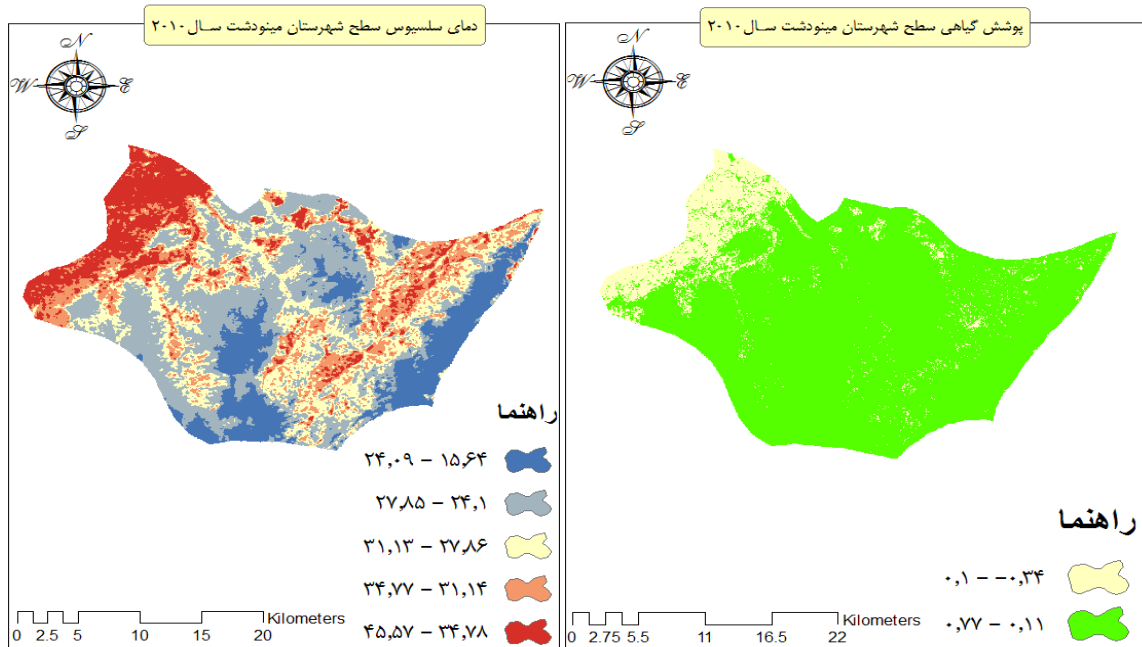 دمای سلسیوس سطح شهرستان مینودشت سـال ۲۰۱۰
N
W E
S
راهنما
۲۴,۰۹ – ۱۵,۶۴
۲۷,۸۵ – ۲۴,۱
۳۱,۱۳ – ۲۷,۸۶
۳۴,۷۷ – ۳۱,۱۴
۴۵,۵۷ – ۳۴,۷۸
Kilometers
0 2.5 5 10 15 20
پوشش گیاهی سطح شهرستان مینودشت سـال ۲۰۱۰
N
W E
S
راهنما
۰,۱ – –۰,۳۴
۰,۷۷ – ۰,۱۱
Kilometers
0 2.75 5.5 11 16.5 22